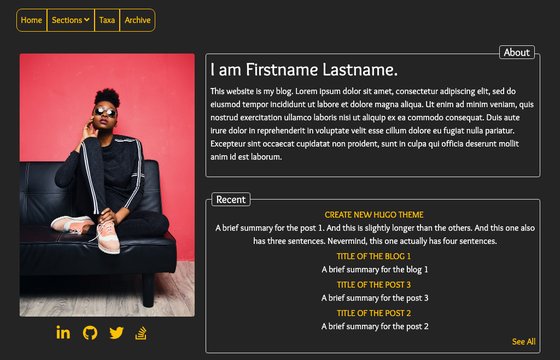 Home Sections Taxa Archive
About
I am Firstname Lastname.
This website is my blog. Lorem ipsum dolor sit amet, consectetur adipiscing elit, sed do
eiusmod tempor incididunt ut labore et dolore magna aliqua. Ut enim ad minim veniam, quis
nostrud exercitation ullamco laboris nisi ut aliquip ex ea commodo consequat. Duis aute
irure dolor in reprehenderit in voluptate velit esse cillum dolore eu fugiat nulla pariatur.
Excepteur sint occaecat cupidatat non proident, sunt in culpa qui officia deserunt mollit
anim id est laborum.
Recent
CREATE NEW HUGO THEME
A brief summary for the post 1. And this is slightly longer than the others. And this one also
has three sentences. Nevermind, this one actually has four sentences.
TITLE OF THE BLOG 1
A brief summary for the blog 1
TITLE OF THE POST 3
A brief summary for the post 3
TITLE OF THE POST 2
A brief summary for the post 2
See All